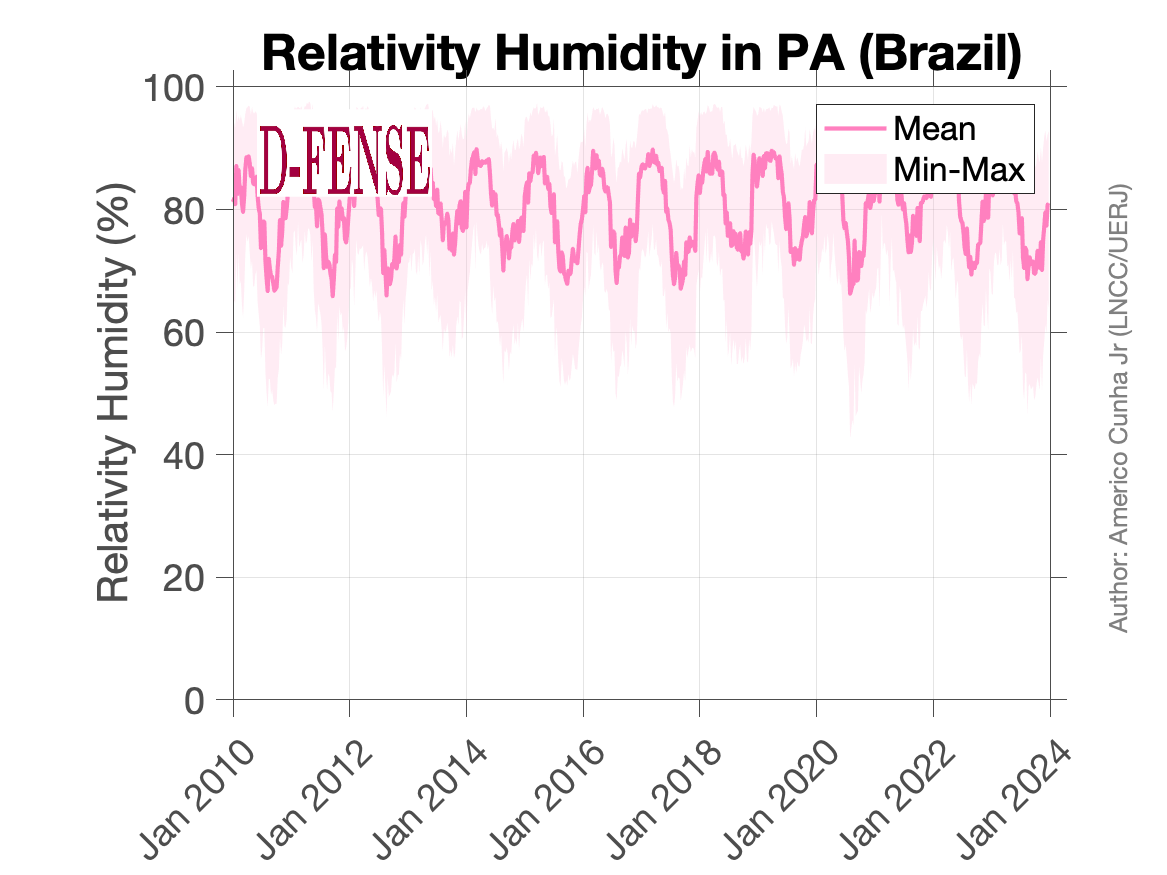 Relativity Humidity in PA (Brazil)
D-FENSE
Mean
Min-Max
Relativity Humidity (%)
100
80
60
40
20
0
Jan 2010
Jan 2012
Jan 2014
Jan 2016
Jan 2018
Jan 2020
Jan 2022
Jan 2024
Author: Americo Cunha Jr (LNCC/UERJ)